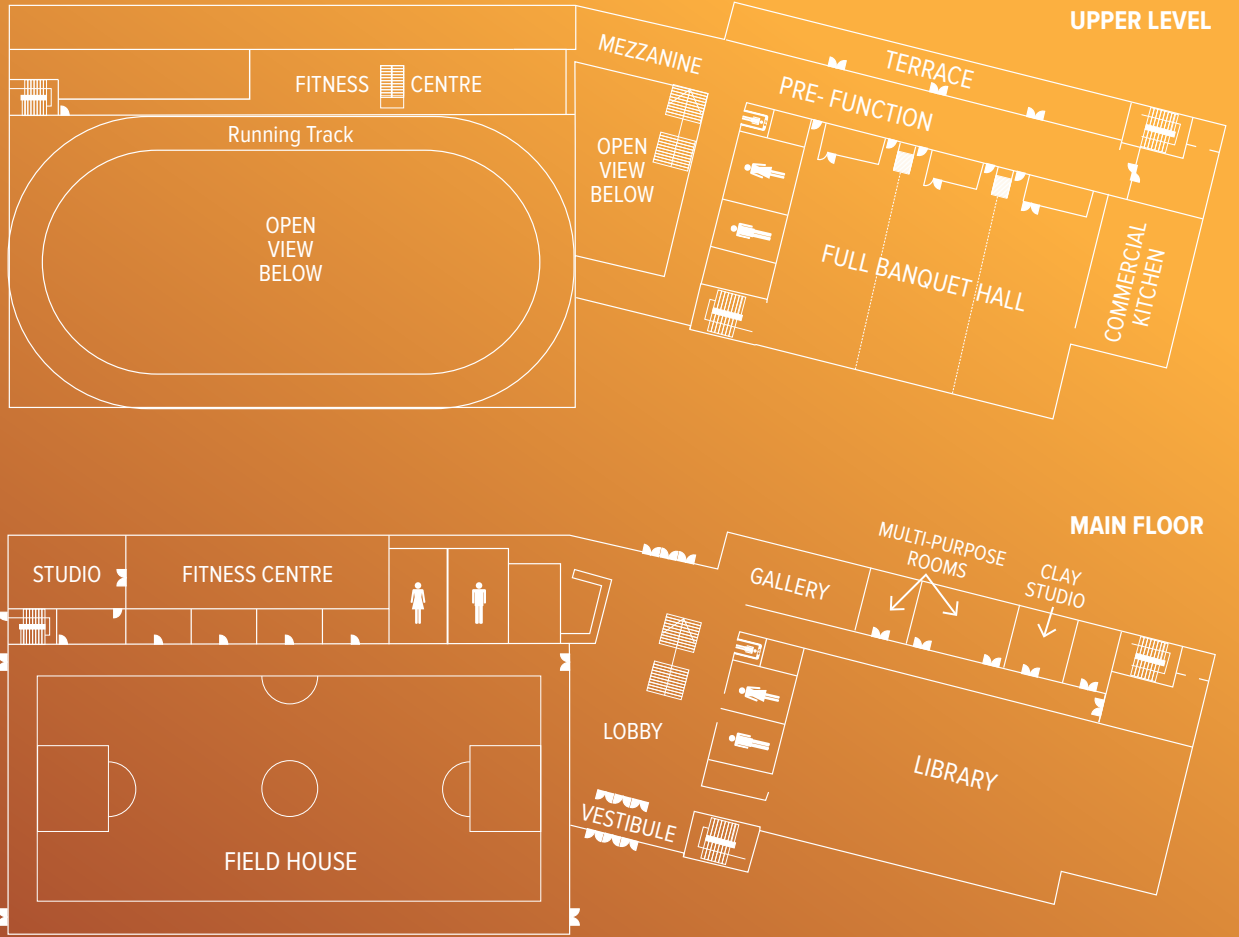 UPPER LEVEL
MEZZANINE
TERRACE
FITNESS CENTRE
PRE- FUNCTION
Running Track
OPEN
VIEW
BELOW
OPEN
VIEW
BELOW
FULL BANQUET HALL
COMMERCIAL
KITCHEN
MAIN FLOOR
MULTI-PURPOSE
ROOMS
CLAY
STUDIO
STUDIO
FITNESS CENTRE
GALLERY
LOBBY
LIBRARY
VESTIBULE
FIELD HOUSE